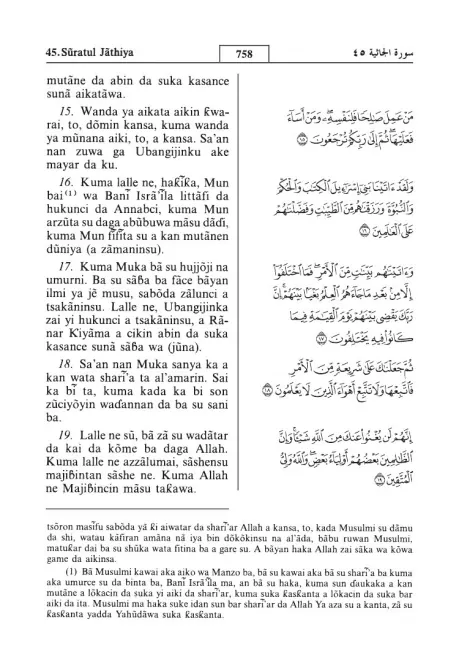 45. Sūratul Jāthiya
758
سورة الجاثية ٤٥
mutāne da abin da suka kasance
sunā aikatāwa.
15. Wanda ya aikata aikin ƙwa-
rai, to, dōmin kansa, kuma wanda
ya mūnana aiki, to, a kansa. Sa'an
nan zuwa ga Ubangijinku ake
mayar da ku.
16. Kuma lalle ne, haƙīƙa, Mun
bai⁽¹⁾ wa Banī Isrā'īla littāfi da
hukunci da Annabci, kuma Mun
arzūta su daga abūbuwa māsu dāɗi,
kuma Mun fīfīta su a kan mutānen
dūniya (a zāmaninsu).
17. Kuma Muka bā su hujjōji na
umurni. Ba su sāɓa ba fāce bāyan
ilmi ya jē musu, sabōda zālunci a
tsakāninsu. Lalle ne, Ubangijinka
zai yi hukunci a tsakāninsu, a Rā-
nar Ƙiyāma a cikin abin da suka
kasance sunā sāɓa wa (jūna).
18. Sa'an nan Muka sanya ka a
kan wata sharī'a ta al'amarin. Sai
ka bī ta, kuma kada ka bi son
zūciyōyin waɗannan da ba su sani
ba.
19. Lalle ne sū, bā zā su wadātar
da kai da kōme ba daga Allah.
Kuma lalle ne azzālumai, sāshensu
majiɓintan sāshe ne. Kuma Allah
ne Majiɓincin māsu taƙawa.
مَّنْ عَمِلَ صَٰلِحًا فَلِنَفْسِهِۦ وَمَنْ أَسَآءَ
فَعَلَيْهَا ثُمَّ إِلَىٰ رَبِّكُمْ تُرْجَعُونَ ١٥
وَلَقَدْ ءَاتَيْنَا بَنِىٓ إِسْرَٰٓءِيلَ ٱلْكِتَٰبَ وَٱلْحُكْمَ
وَٱلنُّبُوَّةَ وَرَزَقْنَٰهُم مِّنَ ٱلطَّيِّبَٰتِ وَفَضَّلْنَٰهُمْ
عَلَى ٱلْعَٰلَمِينَ ١٦
وَءَاتَيْنَٰهُم بَيِّنَٰتٍ مِّنَ ٱلْأَمْرِ فَمَا ٱخْتَلَفُوٓا۟
إِلَّا مِنۢ بَعْدِ مَا جَآءَهُمُ ٱلْعِلْمُ بَغْيًۢا بَيْنَهُمْ إِنَّ
رَبَّكَ يَقْضِى بَيْنَهُمْ يَوْمَ ٱلْقِيَٰمَةِ فِيمَا
كَانُوا۟ فِيهِ يَخْتَلِفُونَ ١٧
ثُمَّ جَعَلْنَٰكَ عَلَىٰ شَرِيعَةٍ مِّنَ ٱلْأَمْرِ
فَٱتَّبِعْهَا وَلَا تَتَّبِعْ أَهْوَآءَ ٱلَّذِينَ لَا يَعْلَمُونَ ١٨
إِنَّهُمْ لَن يُغْنُوا۟ عَنكَ مِنَ ٱللَّهِ شَيْـًٔا وَإِنَّ
ٱلظَّٰلِمِينَ بَعْضُهُمْ أَوْلِيَآءُ بَعْضٍ وَٱللَّهُ وَلِىُّ
ٱلْمُتَّقِينَ ١٩
tsōron masīfu sabōda yā ƙi aiwatar da sharī'ar Allah a kansa, to, kada Musulmi su dāmu
da shi, watau kāfiran amāna nā iya bin dōkōkinsu na al'āda, bābu ruwan Musulmi,
matuƙar dai ba su shūka wata fitina ba a gare su. A bāyan haka Allah zai sāka wa kōwa
game da aikinsa.
(1) Bā Musulmi kawai aka aiko wa Manzo ba, bā su kawai aka bā su sharī'a ba kuma
aka umurce su da binta ba, Banī Isrā'īla ma, an bā su haka, kuma sun ɗaukaka a kan
mutāne a lōkacin da suka yi aiki da sharī'ar, kuma suka ƙasƙanta a lōkacin da suka bar
aiki da ita. Musulmi ma haka suke idan sun bar sharī'ar da Allah Ya aza su a kanta, zā su
ƙasƙanta yadda Yahūdāwa suka ƙasƙanta.